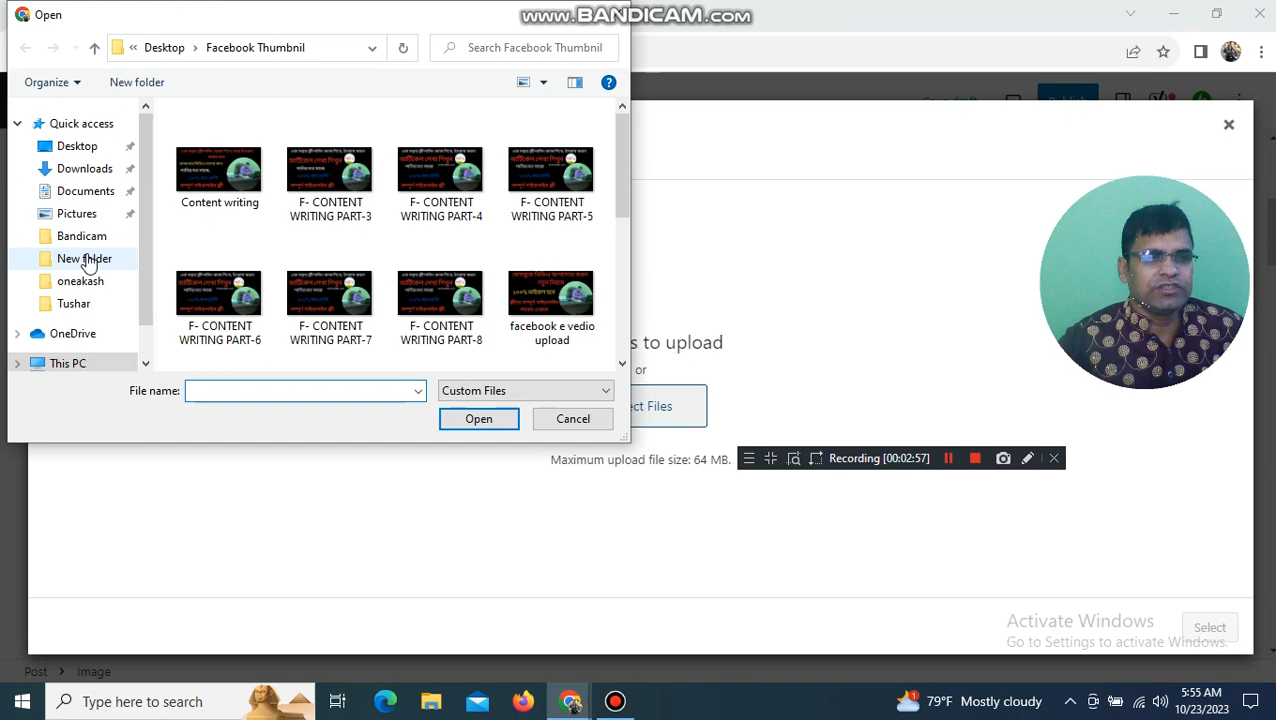 Open
www.BANDICAM.com
« Desktop › Facebook Thumbnil
Search Facebook Thumbnil
Organize
New folder
Quick access
Desktop
Downloads
Documents
Pictures
Bandicam
New folder
oneakash
Tushar
OneDrive
This PC
Content writing
F- CONTENT WRITING PART-3
F- CONTENT WRITING PART-4
F- CONTENT WRITING PART-5
F- CONTENT WRITING PART-6
F- CONTENT WRITING PART-7
F- CONTENT WRITING PART-8
facebook e vedio upload
File name:
Custom Files
Open
Cancel
Publish
s to upload
or
ect Files
Maximum upload file size: 64 MB.
Recording [00:02:57]
Activate Windows
Go to Settings to activate Windows.
Select
Post > Image
Type here to search
79°F Mostly cloudy
5:55 AM
10/23/2023